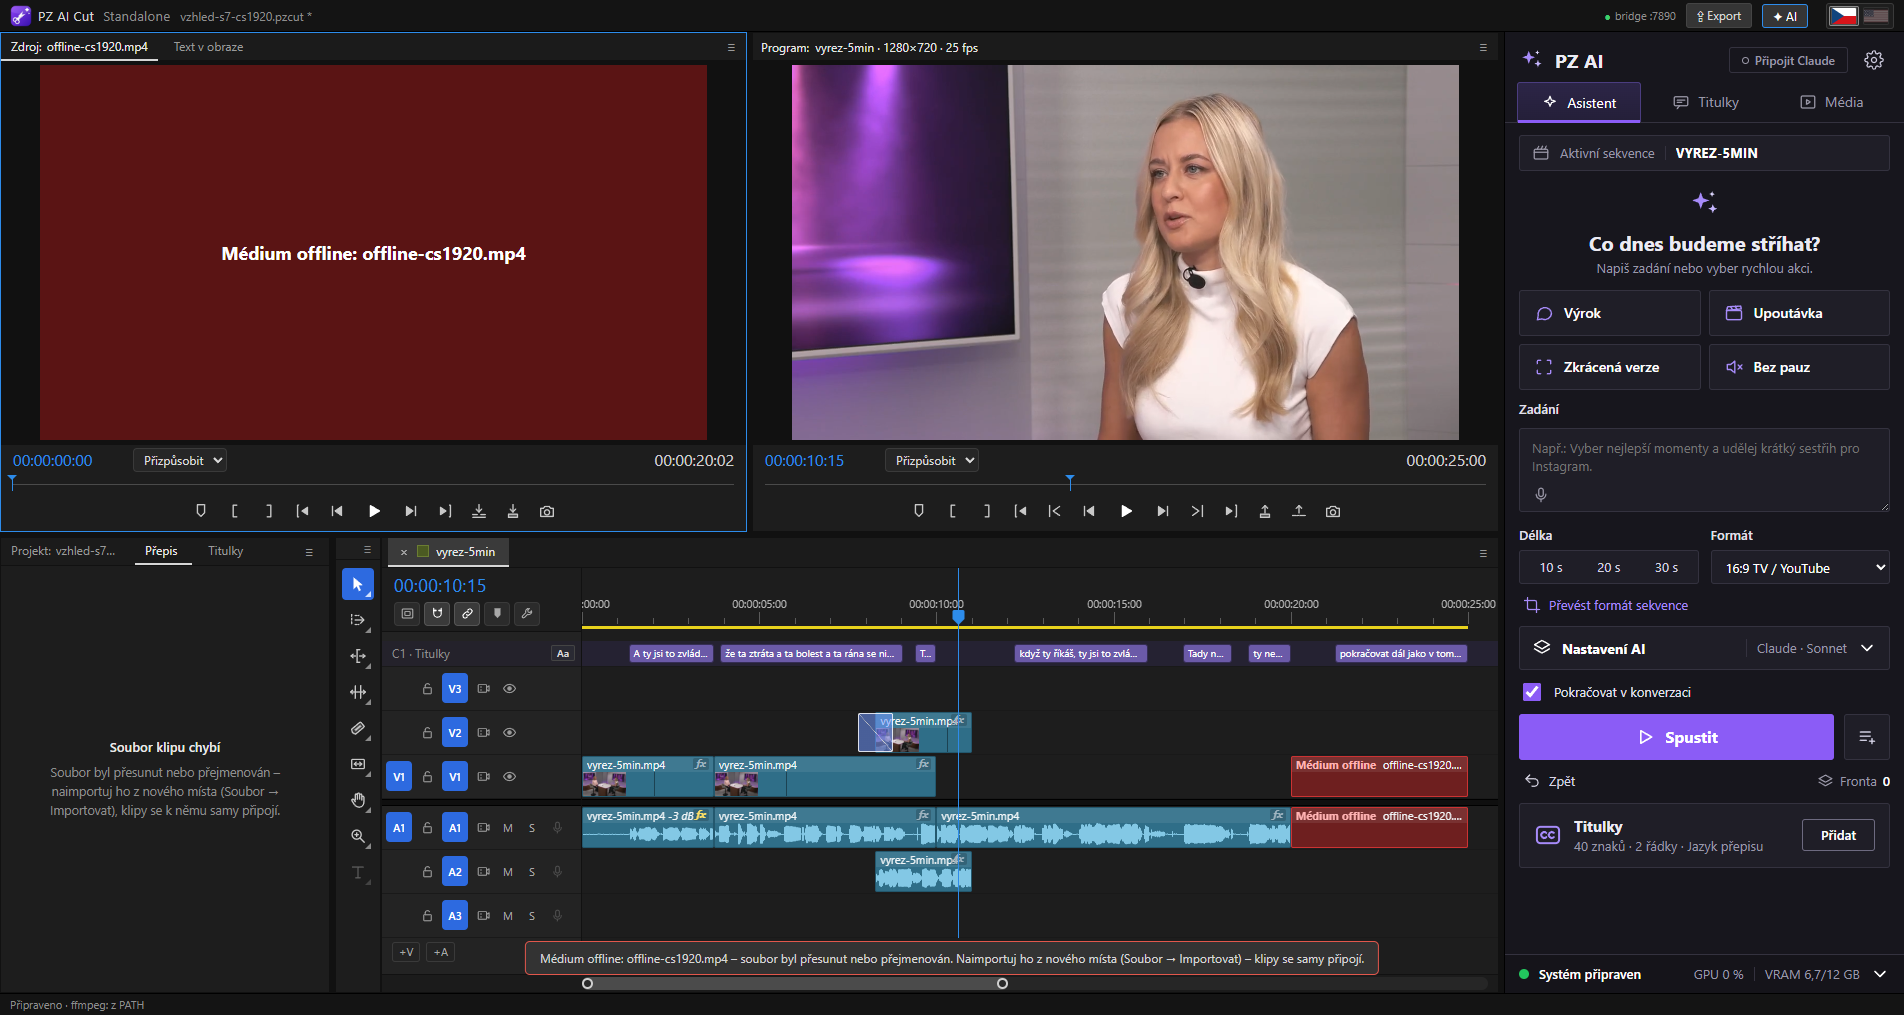 PZ AI Cut Standalone vzhled-s7-cs1920.pzcut *
bridge :7890 Export AI
Zdroj: offline-cs1920.mp4 Text v obraze
Médium offline: offline-cs1920.mp4
00:00:00:00 Přizpůsobit 00:00:20:02
Program: vyrez-5min · 1280×720 · 25 fps
00:00:10:15 Přizpůsobit 00:00:25:00
Projekt: vzhled-s7... Přepis Titulky
Soubor klipu chybí
Soubor byl přesunut nebo přejmenován –
naimportuj ho z nového místa (Soubor →
Importovat), klipy se k němu samy připojí.
× vyrez-5min
00:00:10:15
:00:00 00:00:05:00 00:00:10:00 00:00:15:00 00:00:20:00 00:00:25:00
C1 · Titulky Aa
A ty jsi to zvlád... že ta ztráta a ta bolest a ta rána se ni... T... když ty říkáš, ty jsi to zvlá... Tady n... ty ne... pokračovat dál jako v tom...
V3
V2 vyrez-5min.mp4 fx
V1 V1 vyrez-5min.mp4 fx vyrez-5min.mp4 fx Médium offline offline-cs1920....
A1 A1 M S vyrez-5min.mp4 -3 dB fx vyrez-5min.mp4 fx vyrez-5min.mp4 fx Médium offline offline-cs1920....
A2 M S vyrez-5min.mp4 fx
A3 M S
+V +A
Médium offline: offline-cs1920.mp4 – soubor byl přesunut nebo přejmenován. Naimportuj ho z nového místa (Soubor → Importovat) – klipy se samy připojí.
Připraveno · ffmpeg: z PATH
PZ AI Připojit Claude
Asistent Titulky Média
Aktivní sekvence VYREZ-5MIN
Co dnes budeme stříhat?
Napiš zadání nebo vyber rychlou akci.
Výrok Upoutávka
Zkrácená verze Bez pauz
Zadání
Např.: Vyber nejlepší momenty a udělej krátký sestřih pro
Instagram.
Délka Formát
10 s 20 s 30 s 16:9 TV / YouTube
Převést formát sekvence
Nastavení AI Claude · Sonnet
Pokračovat v konverzaci
Spustit
Zpět Fronta 0
CC Titulky
40 znaků · 2 řádky · Jazyk přepisu
Přidat
Systém připraven GPU 0 % VRAM 6,7/12 GB